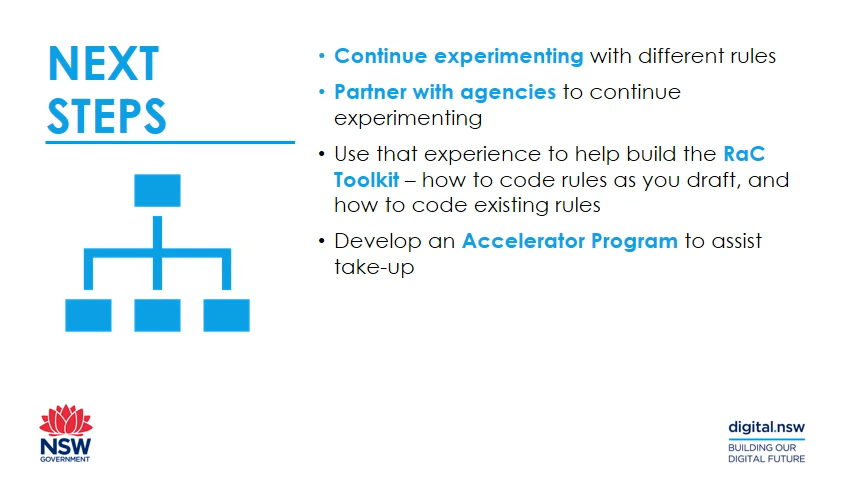 NEXT
STEPS
• Continue experimenting with different rules
• Partner with agencies to continue
experimenting
• Use that experience to help build the RaC
Toolkit – how to code rules as you draft, and
how to code existing rules
• Develop an Accelerator Program to assist
take-up
NSW
GOVERNMENT
digital.nsw
BUILDING OUR
DIGITAL FUTURE